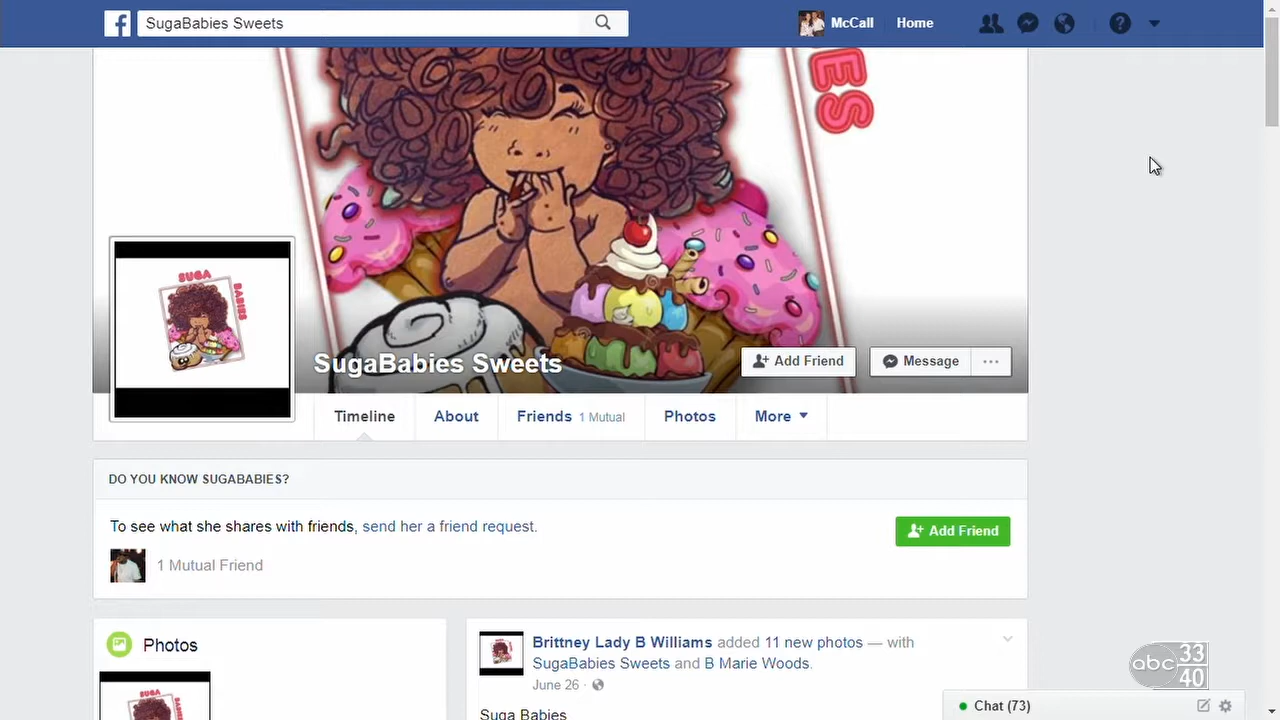 SugaBabies Sweets
McCall
Home
ES
SUGA
BABIES
SugaBabies Sweets
Add Friend
Message
Timeline
About
Friends 1 Mutual
Photos
More
DO YOU KNOW SUGABABIES?
To see what she shares with friends, send her a friend request.
Add Friend
1 Mutual Friend
Photos
SUGA
Brittney Lady B Williams added 11 new photos — with
SugaBabies Sweets and B Marie Woods.
June 26 ·
Suga Babies
abc 33
40
Chat (73)